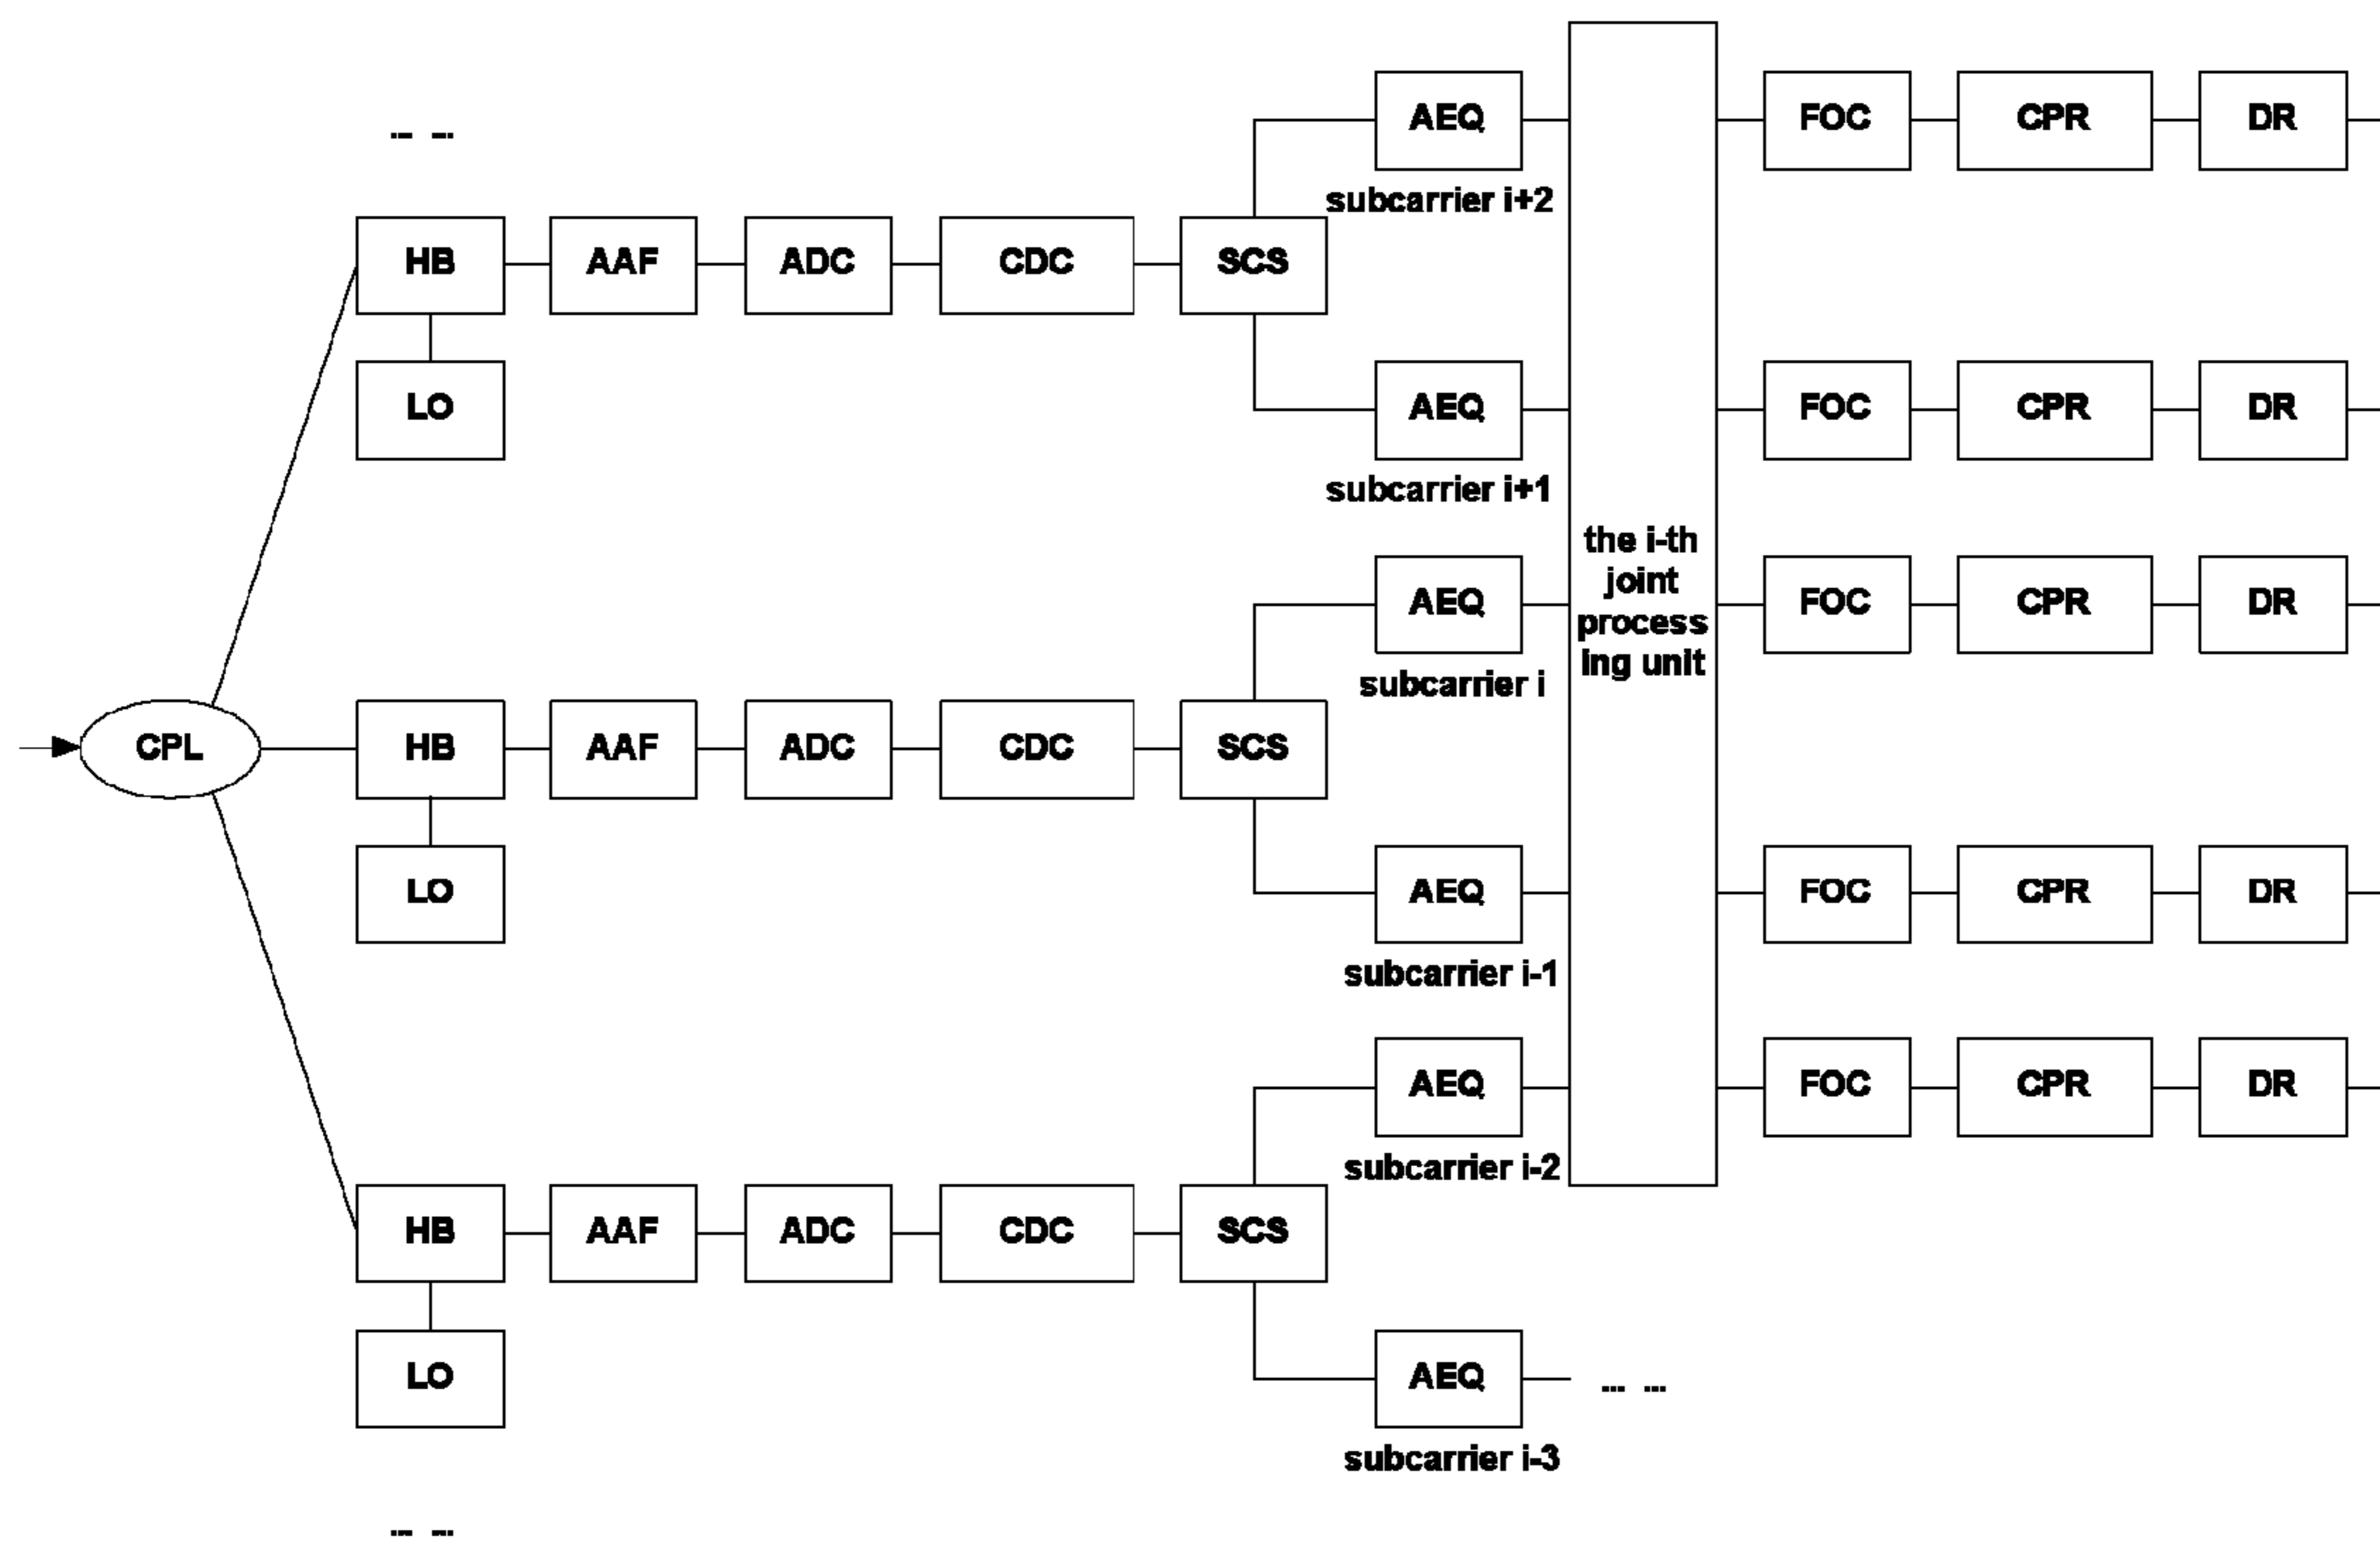 ... ...
AEQ FOC CPR DR
subcarrier i+2
HB AAF ADC CDC SCS
LO AEQ FOC CPR DR
subcarrier i+1
the i-th
joint
process
ing unit
AEQ FOC CPR DR
subcarrier i
CPL HB AAF ADC CDC SCS
LO AEQ FOC CPR DR
subcarrier i-1
AEQ FOC CPR DR
subcarrier i-2
HB AAF ADC CDC SCS
LO AEQ ... ...
subcarrier i-3
... ...